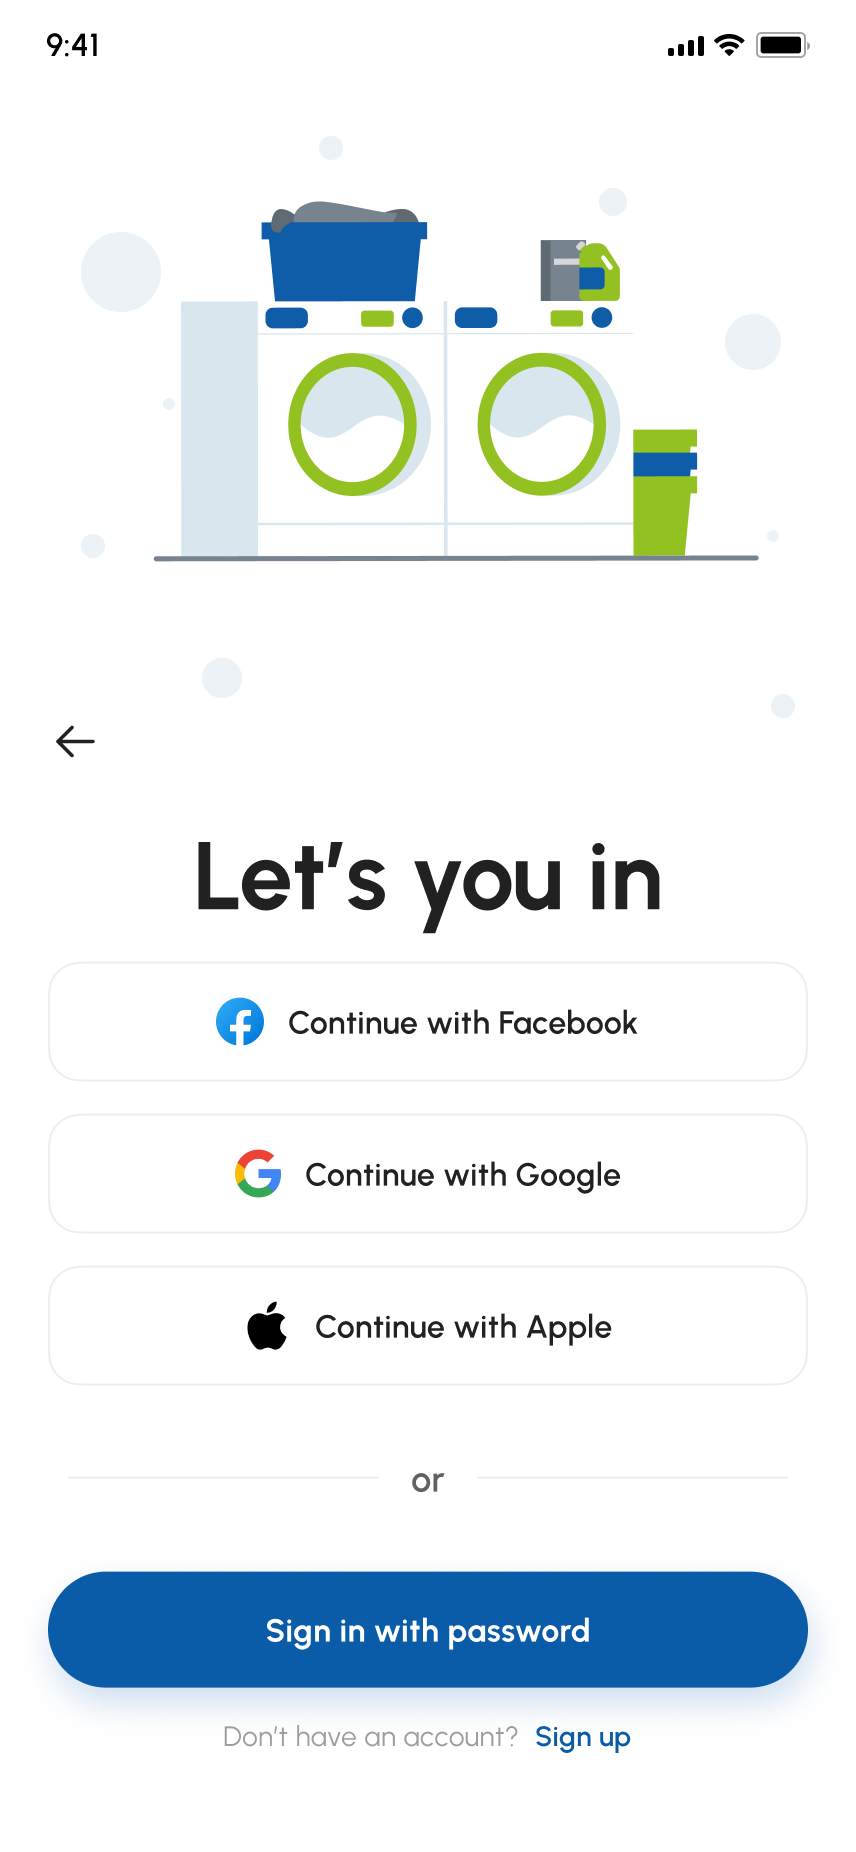 9:41
Let's you in
Continue with Facebook
Continue with Google
Continue with Apple
or
Sign in with password
Don't have an account? Sign up